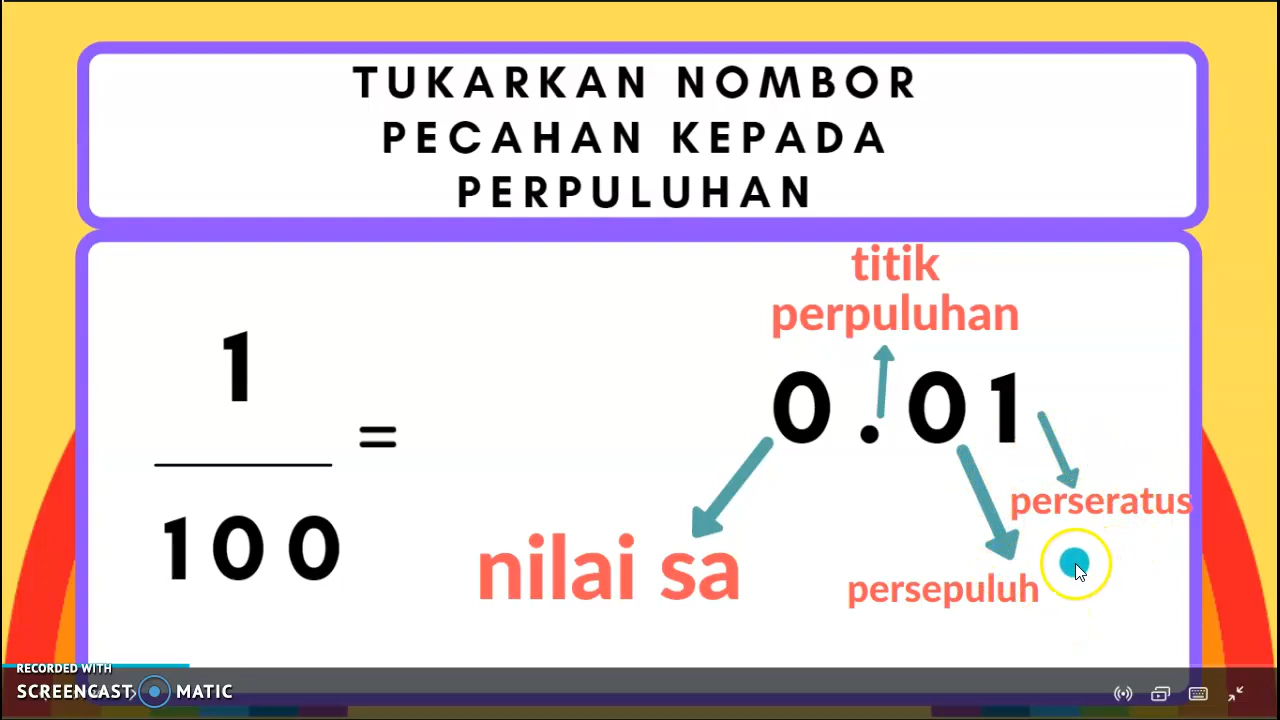 TUKARKAN NOMBOR
PECAHAN KEPADA
PERPULUHAN
titik
perpuluhan
1
100
=
0.01
nilai sa
persepuluh
perseratus
RECORDED WITH
SCREENCAST MATIC